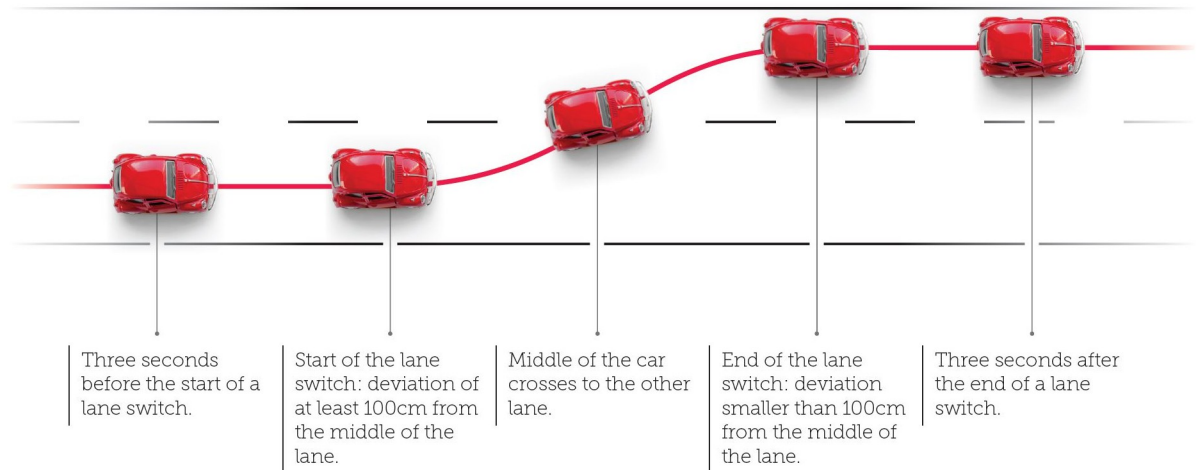 Three seconds
before the start of a
lane switch.
Start of the lane
switch: deviation of
at least 100cm from
the middle of the
lane.
Middle of the car
crosses to the other
lane.
End of the lane
switch: deviation
smaller than 100cm
from the middle of
the lane.
Three seconds after
the end of a lane
switch.